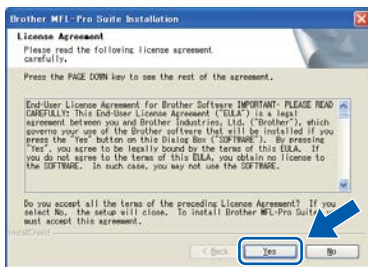 Brother MFL-Pro Suite Installation
License Agreement
Please read the following license agreement
carefully.
Press the PAGE DOWN key to see the rest of the agreement.
End-User License Agreement for Brother Software IMPORTANT- PLEASE READ
CAREFULLY: This End-User License Agreement ("EULA") is a legal
agreement between you and Brother Industries, Ltd. ("Brother"), which
governs your use of the Brother software that will be installed if you
press the "Yes" button on this Dialog Box ("SOFTWARE"). By pressing
"Yes", you agree to be legally bound by the terms of this EULA. If
you do not agree to the terms of this EULA, you obtain no license to
the SOFTWARE. In such case, you may not use the SOFTWARE.
Do you accept all the terms of the preceding License Agreement? If you
select No, the setup will close. To install Brother MFL-Pro Suite, you
must accept this agreement.
InstallShield
< Back
Yes
No